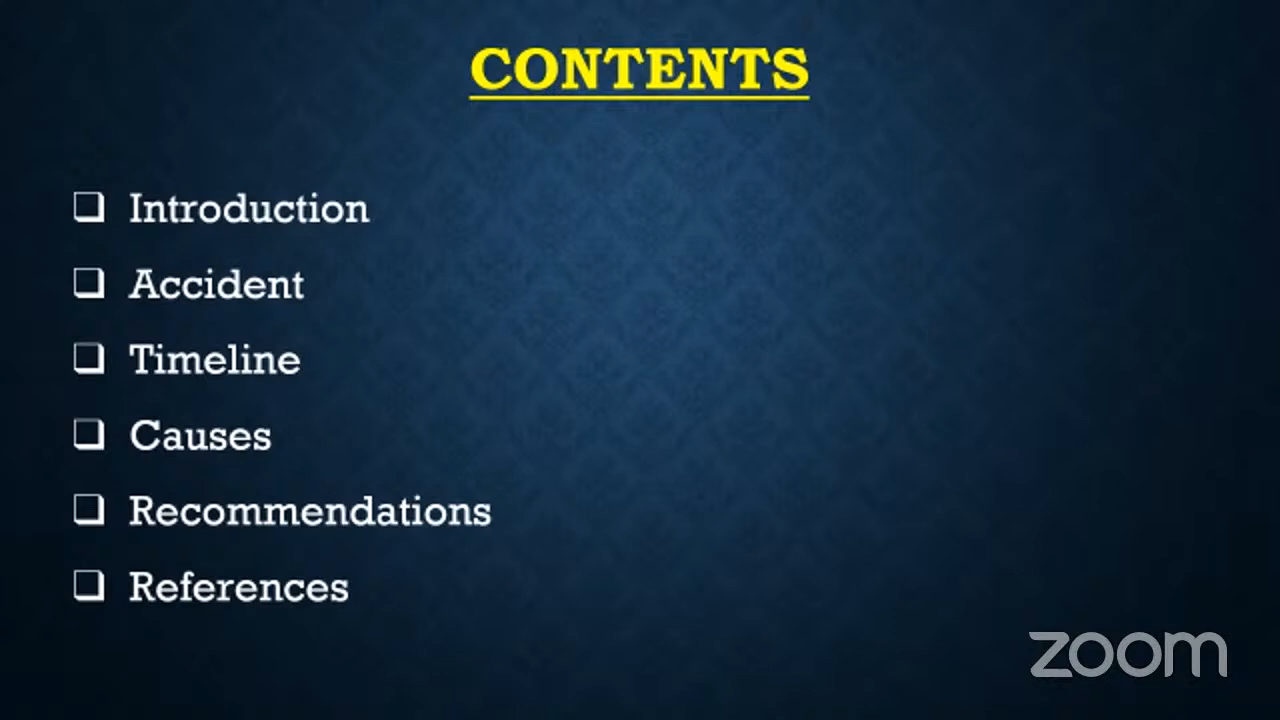 CONTENTS
Introduction
Accident
Timeline
Causes
Recommendations
References
zoom